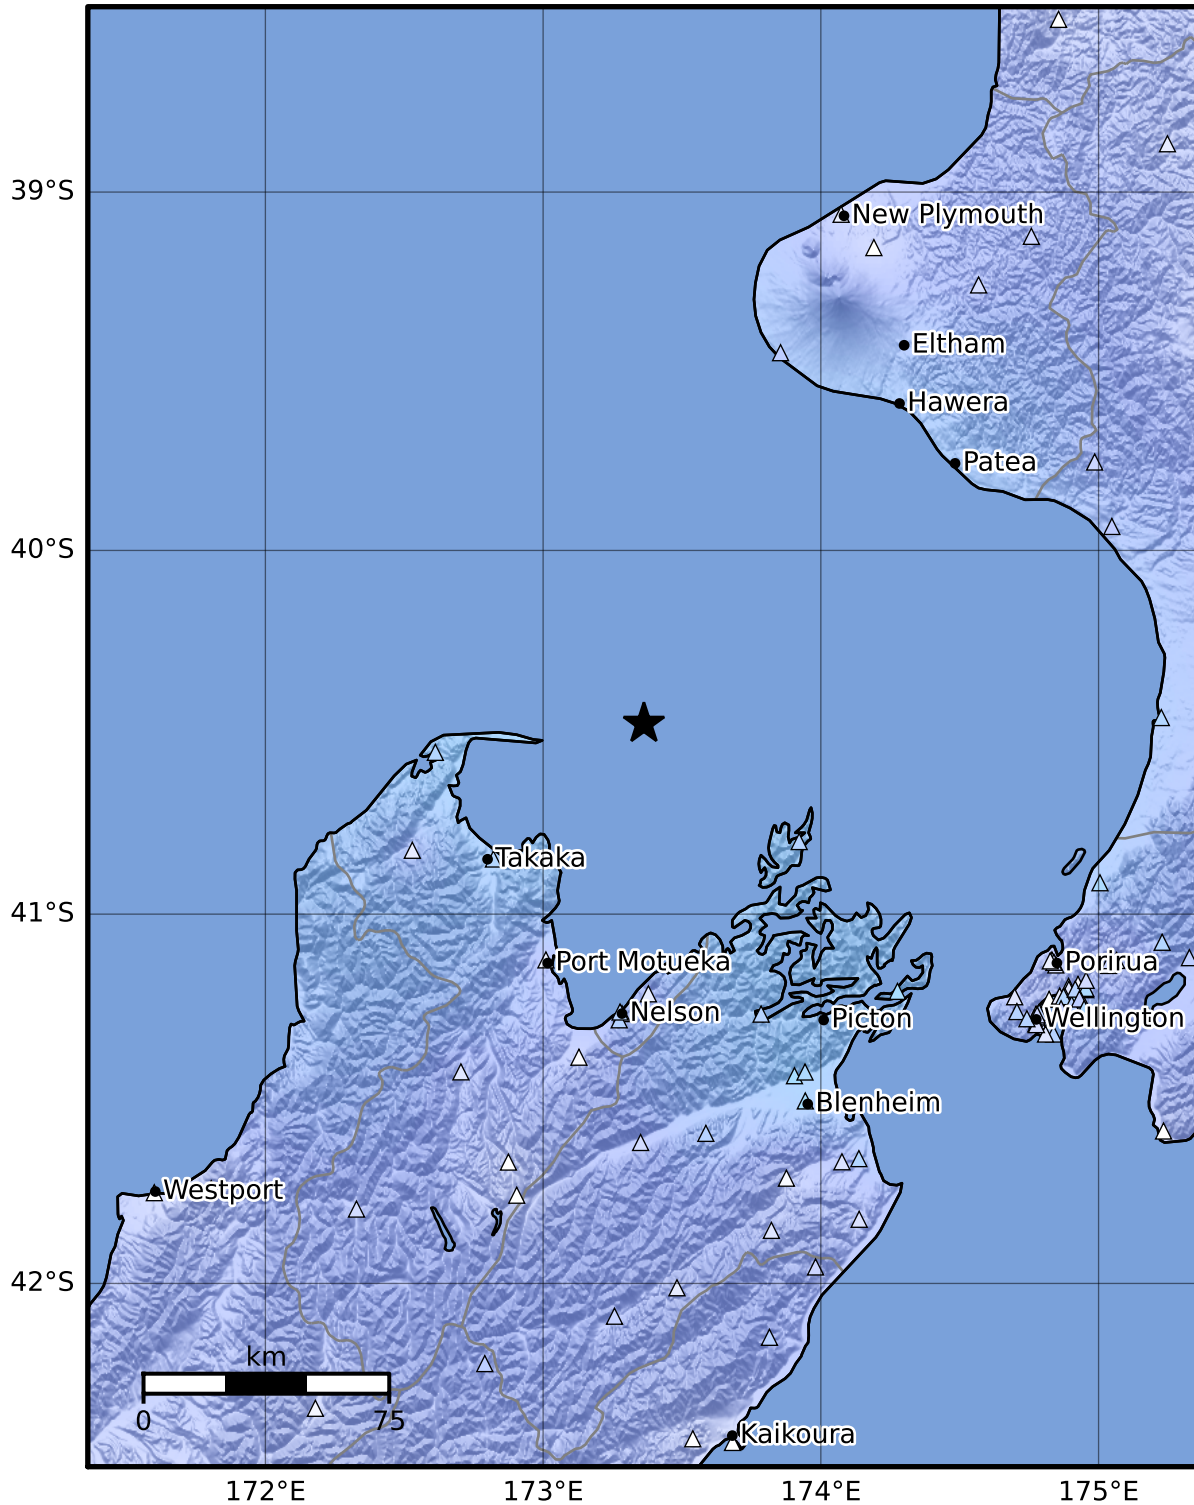 39°S
New Plymouth
Eltham
Hawera
Patea
40°S
Takaka
41°S
Port Motueka
Porirua
Nelson
Picton
Wellington
Blenheim
Westport
42°S
km
0
75
Kaikoura
172°E
173°E
174°E
175°E